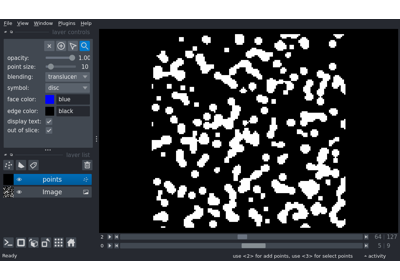 File View Window Plugins Help
layer controls
opacity: 1.00
point size: 10
blending: translucen
symbol: disc
face color: blue
edge color: black
display text:
out of slice:
layer list
points
Image
2 64 127
0 5 9
Ready use <2> for add points, use <3> for select points activity